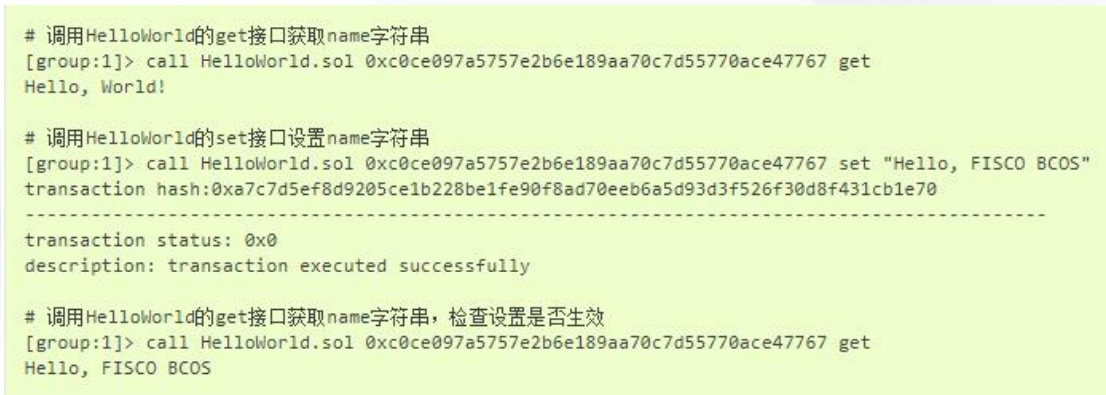 # 调用HelloWorld的get接口获取name字符串
[group:1]> call HelloWorld.sol 0xc0ce097a5757e2b6e189aa70c7d55770ace47767 get
Hello, World!
# 调用HelloWorld的set接口设置name字符串
[group:1]> call HelloWorld.sol 0xc0ce097a5757e2b6e189aa70c7d55770ace47767 set "Hello, FISCO BCOS"
transaction hash:0xa7c7d5ef8d9205ce1b228be1fe90f8ad70eeb6a5d93d3f526f30d8f431cb1e70
---------------------------------------------------------------------------------------------
transaction status: 0x0
description: transaction executed successfully
# 调用HelloWorld的get接口获取name字符串，检查设置是否生效
[group:1]> call HelloWorld.sol 0xc0ce097a5757e2b6e189aa70c7d55770ace47767 get
Hello, FISCO BCOS